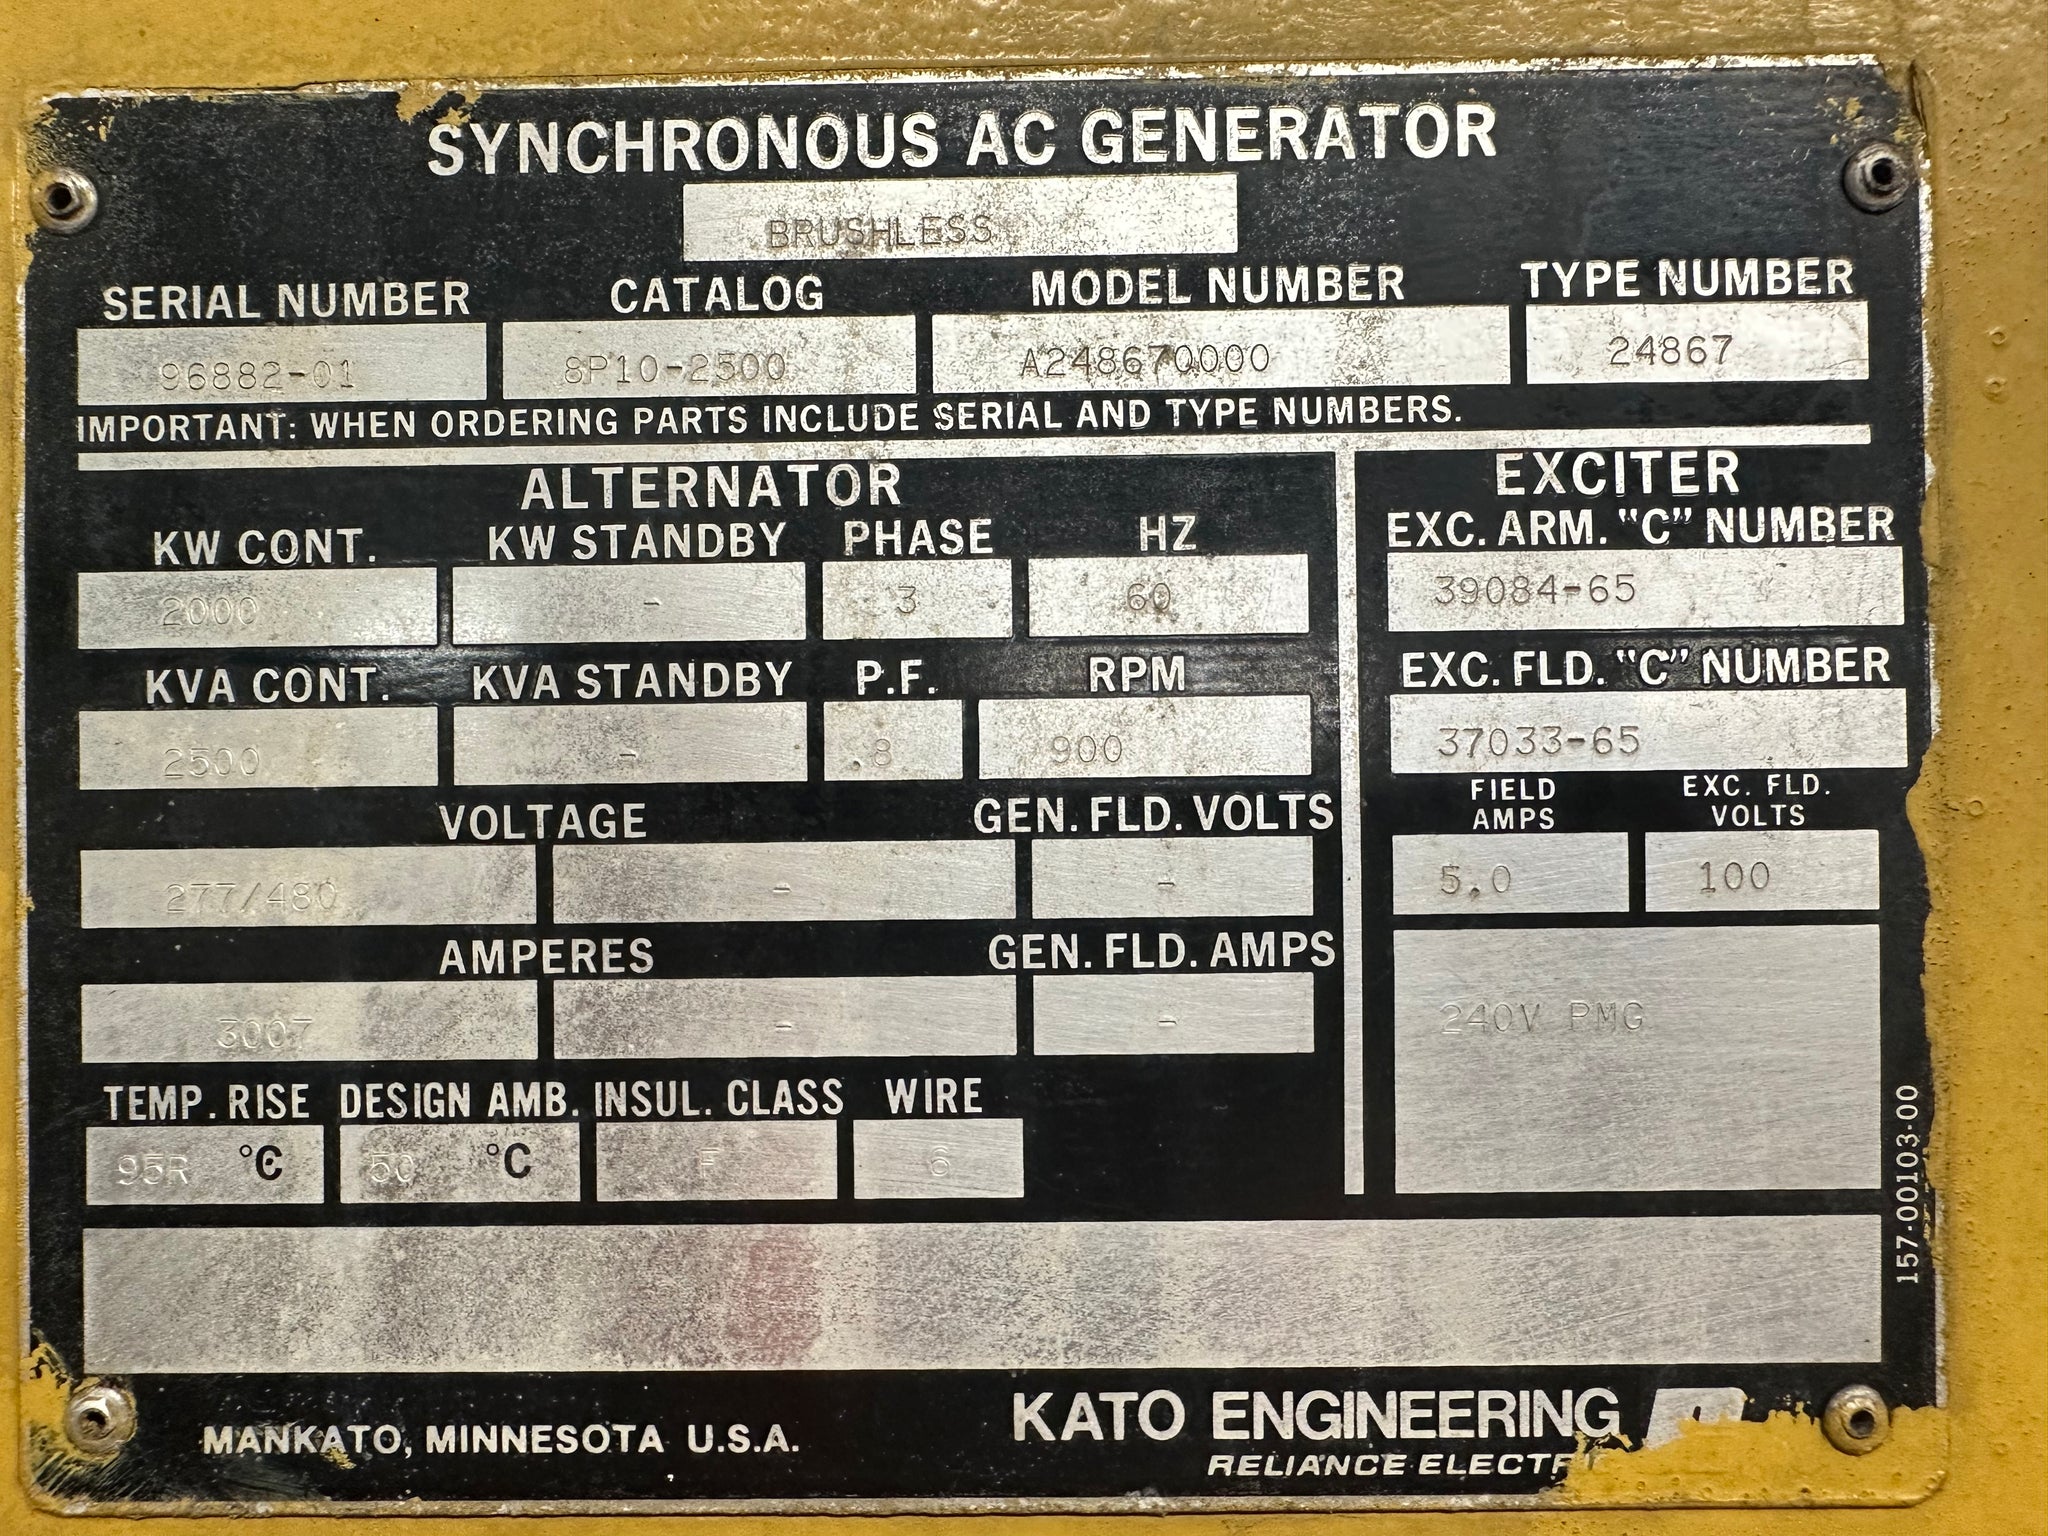 SYNCHRONOUS AC GENERATOR
BRUSHLESS
SERIAL NUMBER CATALOG MODEL NUMBER TYPE NUMBER
96882-01 8P10-2500 A248670000 24867
IMPORTANT: WHEN ORDERING PARTS INCLUDE SERIAL AND TYPE NUMBERS.
ALTERNATOR
KW CONT. KW STANDBY PHASE HZ
2000 - 3 60
KVA CONT. KVA STANDBY P.F. RPM
2500 - .8 900
VOLTAGE GEN. FLD. VOLTS
277/480 - -
AMPERES GEN. FLD. AMPS
3007 - -
TEMP. RISE DESIGN AMB. INSUL. CLASS WIRE
95R °C 50 °C F 6
EXCITER
EXC. ARM. "C" NUMBER
39084-65
EXC. FLD. "C" NUMBER
37033-65
FIELD AMPS EXC. FLD. VOLTS
5.0 100
240V PMG
157-00103-00
MANKATO, MINNESOTA U.S.A.
KATO ENGINEERING
RELIANCE